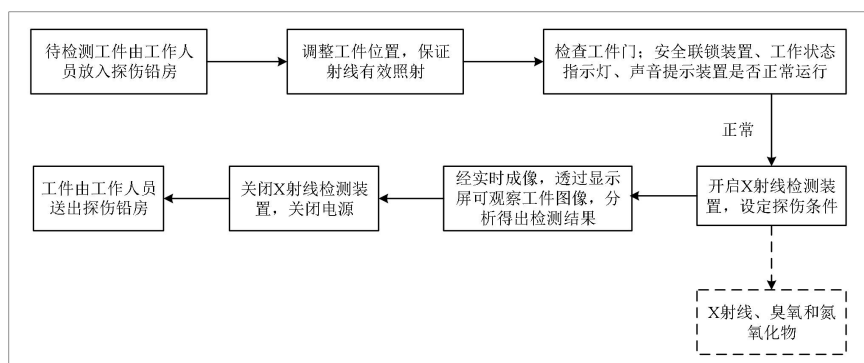 待检测工件由工作人
员放入探伤铅房
调整工件位置，保证
射线有效照射
检查工件门；安全联锁装置、工作状态
指示灯、声音提示装置是否正常运行
正常
开启X射线检测装
置，设定探伤条件
经实时成像，透过显示
屏可观察工件图像，分
析得出检测结果
关闭X射线检测装
置，关闭电源
工件由工作人员
送出探伤铅房
X射线、臭氧和氮
氧化物